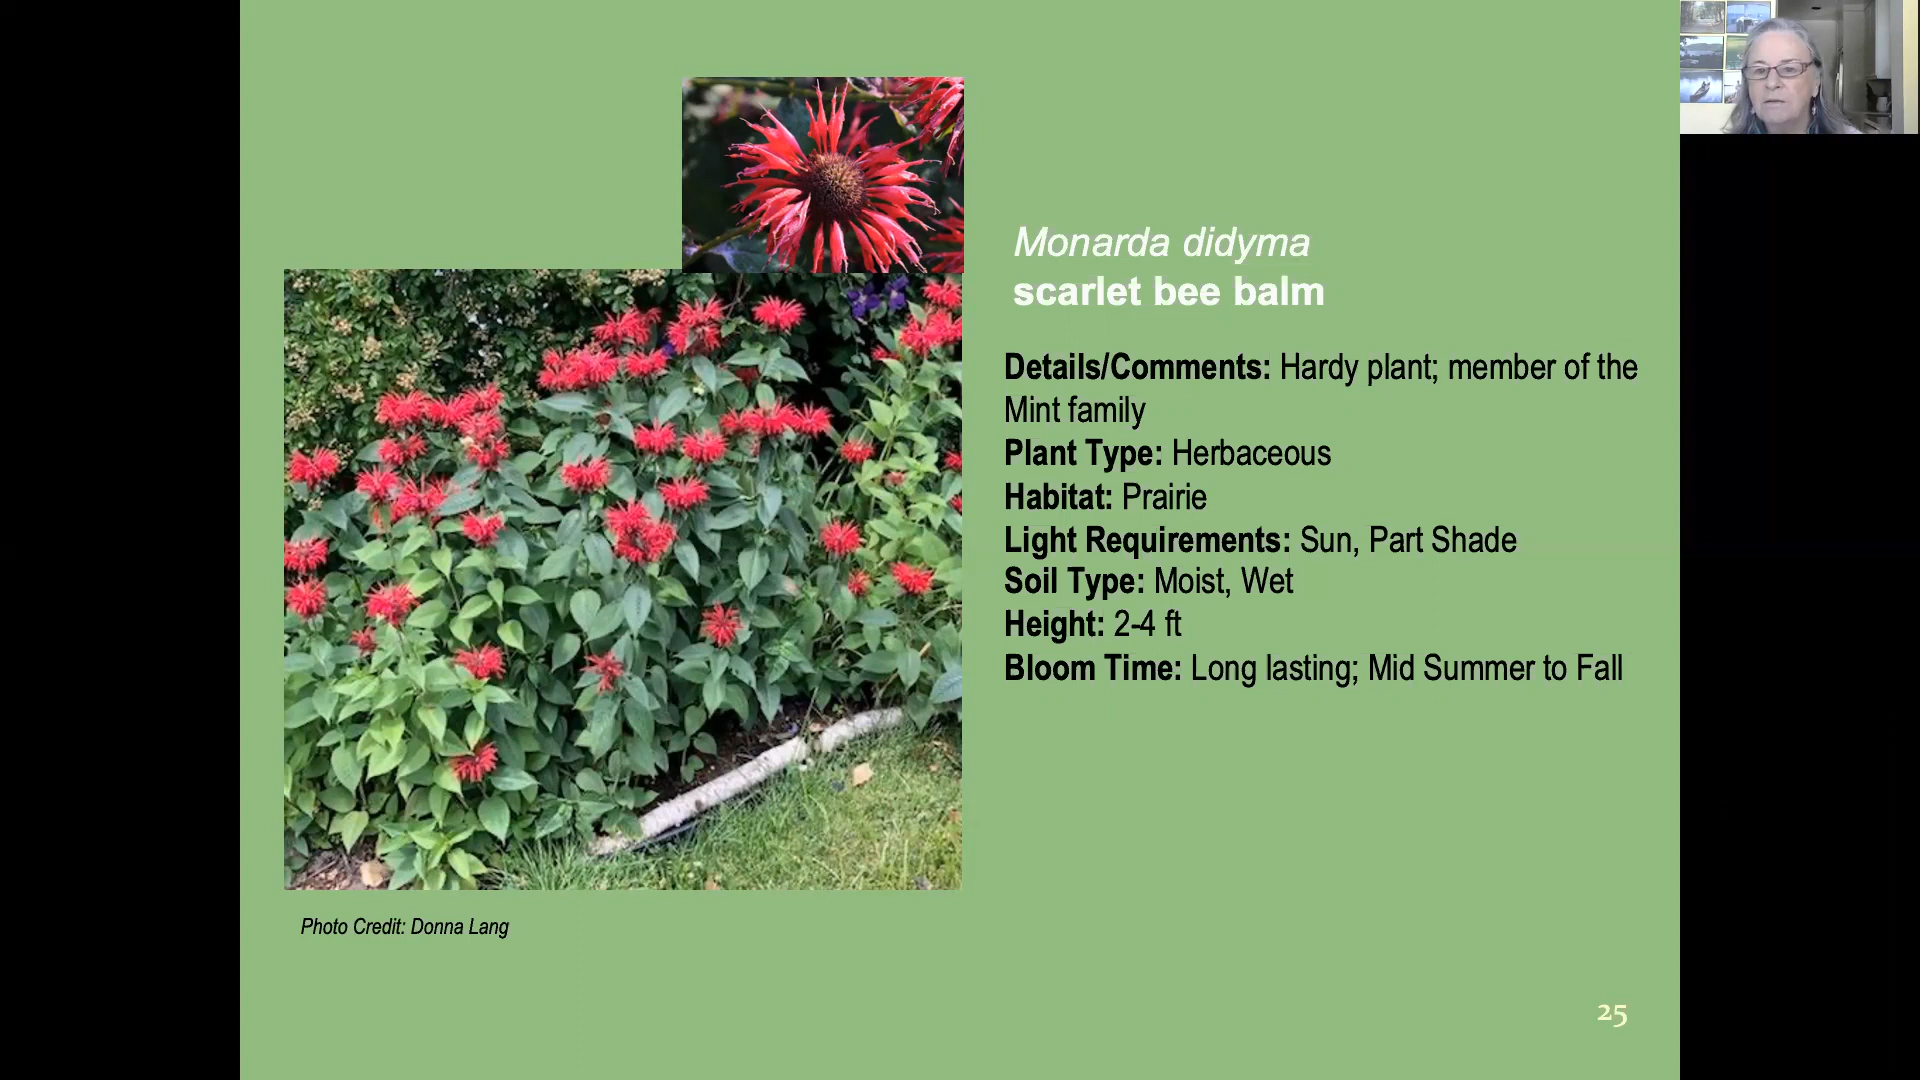 Monarda didyma
scarlet bee balm
Details/Comments: Hardy plant; member of the
Mint family
Plant Type: Herbaceous
Habitat: Prairie
Light Requirements: Sun, Part Shade
Soil Type: Moist, Wet
Height: 2-4 ft
Bloom Time: Long lasting; Mid Summer to Fall
Photo Credit: Donna Lang
25